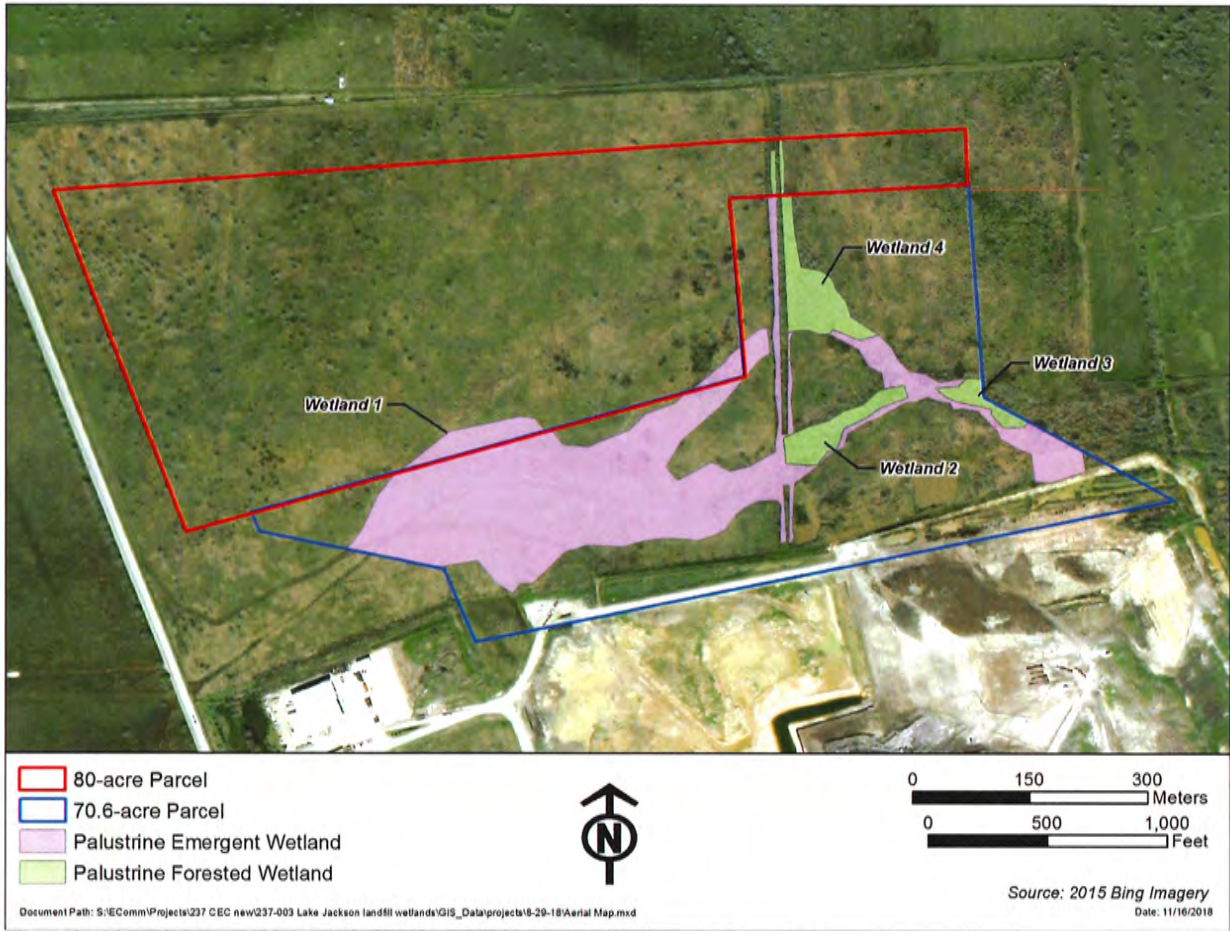 Wetland 4
Wetland 3
Wetland 1
Wetland 2
80-acre Parcel
70.6-acre Parcel
Palustrine Emergent Wetland
Palustrine Forested Wetland
N
0 150 300
Meters
0 500 1,000
Feet
Source: 2015 Bing Imagery
Document Path: S:\EComm\Projects\237 CEC new\237-003 Lake Jackson landfill wetlands\GIS_Data\projects\8-29-18\Aerial Map.mxd
Date: 11/16/2018